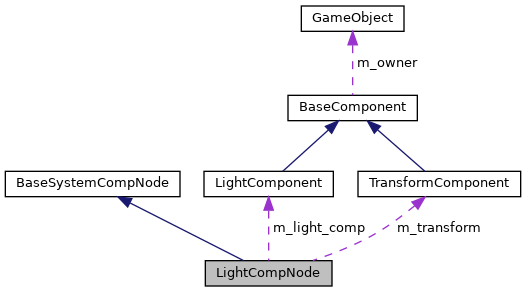 GameObject
m_owner
BaseComponent
BaseSystemCompNode
LightComponent
TransformComponent
m_light_comp
m_transform
LightCompNode